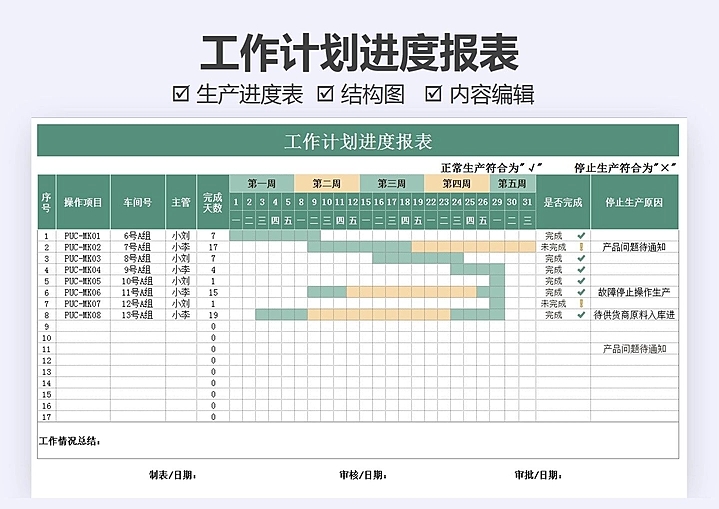 工作计划进度报表
☑ 生产进度表 ☑ 结构图 ☑ 内容编辑
工作计划进度报表
正常生产符合为"√" 停止生产符合为"×"
序号 操作项目 车间号 主管 完成天数 第一周 第二周 第三周 第四周 第五周 是否完成 停止生产原因
1 2 3 4 5 8 9 10 11 12 15 16 17 18 19 22 23 24 25 26 29 30 31
一 二 三 四 五 一 二 三 四 五 一 二 三 四 五 一 二 三 四 五 一 二 三
1 PUC-MK01 6号A组 小刘 7 完成 ✔
2 PUC-MK02 7号A组 小李 17 未完成 ! 产品问题待通知
3 PUC-MK03 8号A组 小刘 7 完成 ✔
4 PUC-MK04 9号A组 小李 4 完成 ✔
5 PUC-MK05 10号A组 小刘 1 完成 ✔
6 PUC-MK06 11号A组 小李 15 完成 ✔ 故障停止操作生产
7 PUC-MK07 12号A组 小刘 1 未完成 !
8 PUC-MK08 13号A组 小李 19 完成 ✔ 待供货商原料入库进
9 0
10 0
11 0 产品问题待通知
12 0
13 0
14 0
15 0
16 0
17 0
工作情况总结：
制表/日期： 审核/日期： 审批/日期：